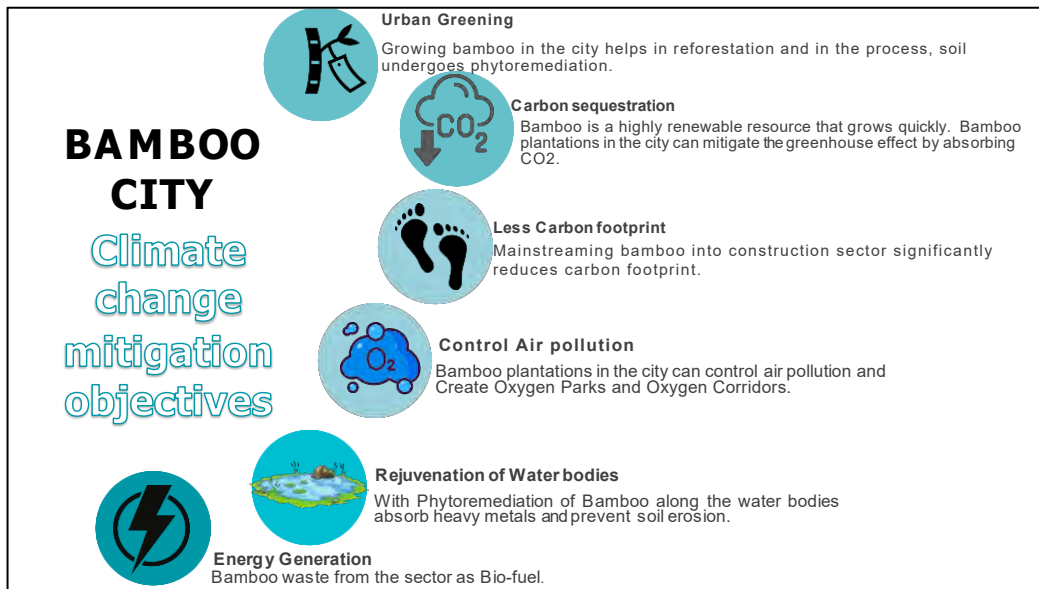 BAMBOO
CITY
Climate
change
mitigation
objectives
Urban Greening
Growing bamboo in the city helps in reforestation and in the process, soil
undergoes phytoremediation.
CO2
Carbon sequestration
Bamboo is a highly renewable resource that grows quickly. Bamboo
plantations in the city can mitigate the greenhouse effect by absorbing
CO2.
Less Carbon footprint
Mainstreaming bamboo into construction sector significantly
reduces carbon footprint.
O2
Control Air pollution
Bamboo plantations in the city can control air pollution and
Create Oxygen Parks and Oxygen Corridors.
Rejuvenation of Water bodies
With Phytoremediation of Bamboo along the water bodies
absorb heavy metals and prevent soil erosion.
Energy Generation
Bamboo waste from the sector as Bio-fuel.